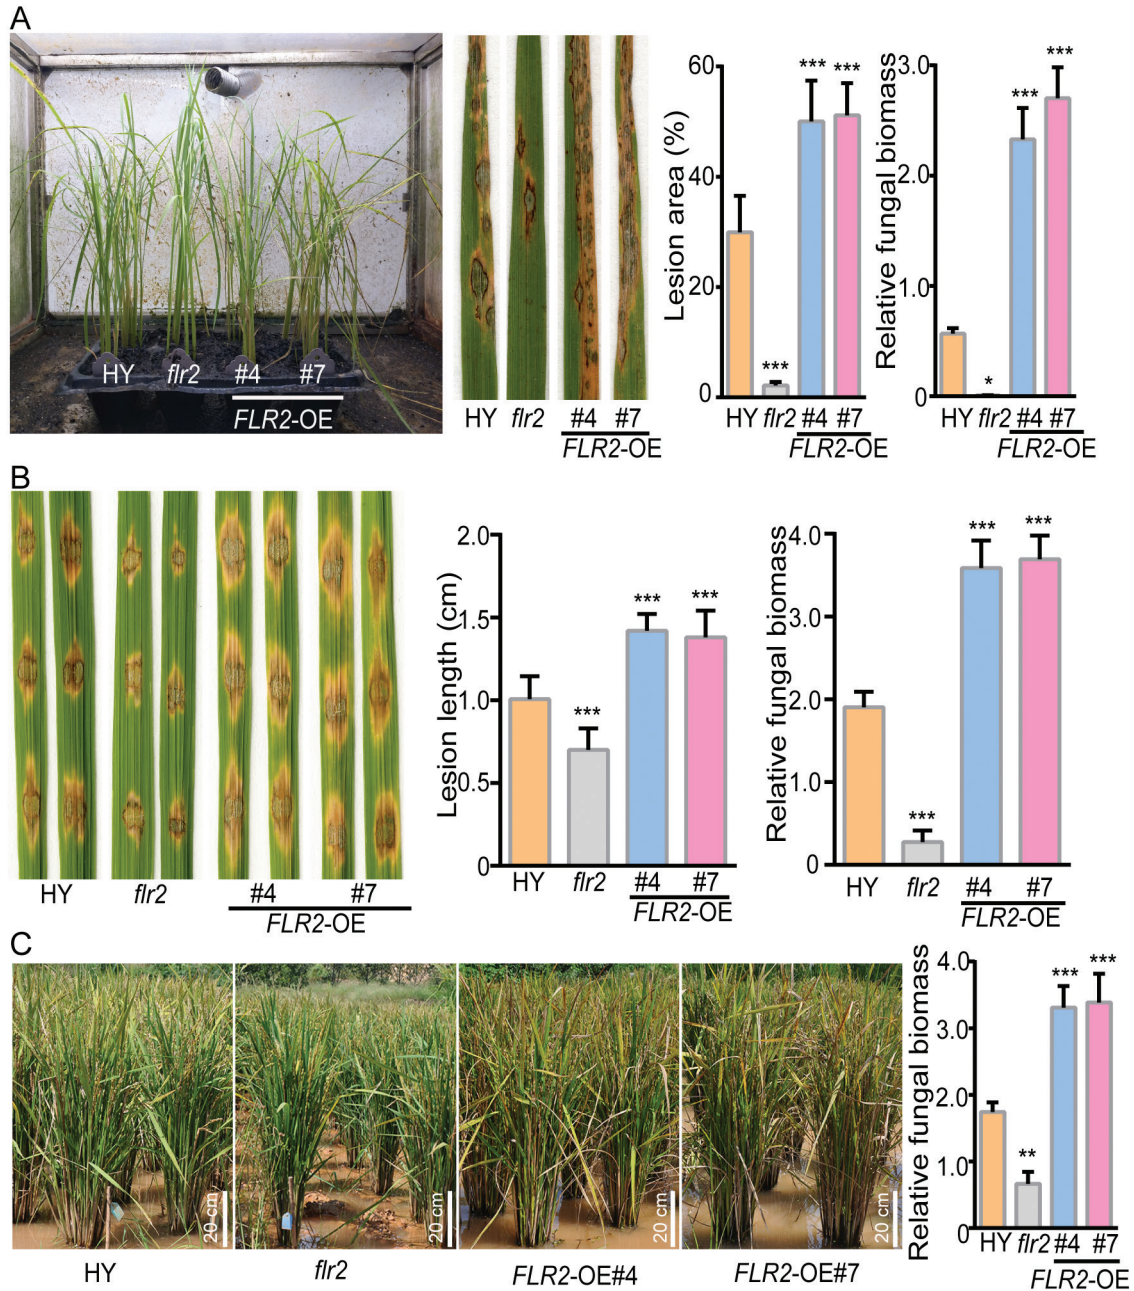 A
HY flr2 #4 #7
FLR2-OE
HY flr2 #4 #7
FLR2-OE
Lesion area (%)
60
40
20
0
*** *** ***
HY flr2 #4 #7
FLR2-OE
Relative fungal biomass
3.0
2.0
1.0
0
* *** ***
HY flr2 #4 #7
FLR2-OE
B
HY flr2 #4 #7
FLR2-OE
Lesion length (cm)
2.0
1.5
1.0
0.5
0
*** *** ***
HY flr2 #4 #7
FLR2-OE
Relative fungal biomass
4.0
3.0
2.0
1.0
0
*** *** ***
HY flr2 #4 #7
FLR2-OE
C
20 cm
20 cm
20 cm
20 cm
HY flr2 FLR2-OE#4 FLR2-OE#7
Relative fungal biomass
4.0
3.0
2.0
1.0
0
** *** ***
HY flr2 #4 #7
FLR2-OE